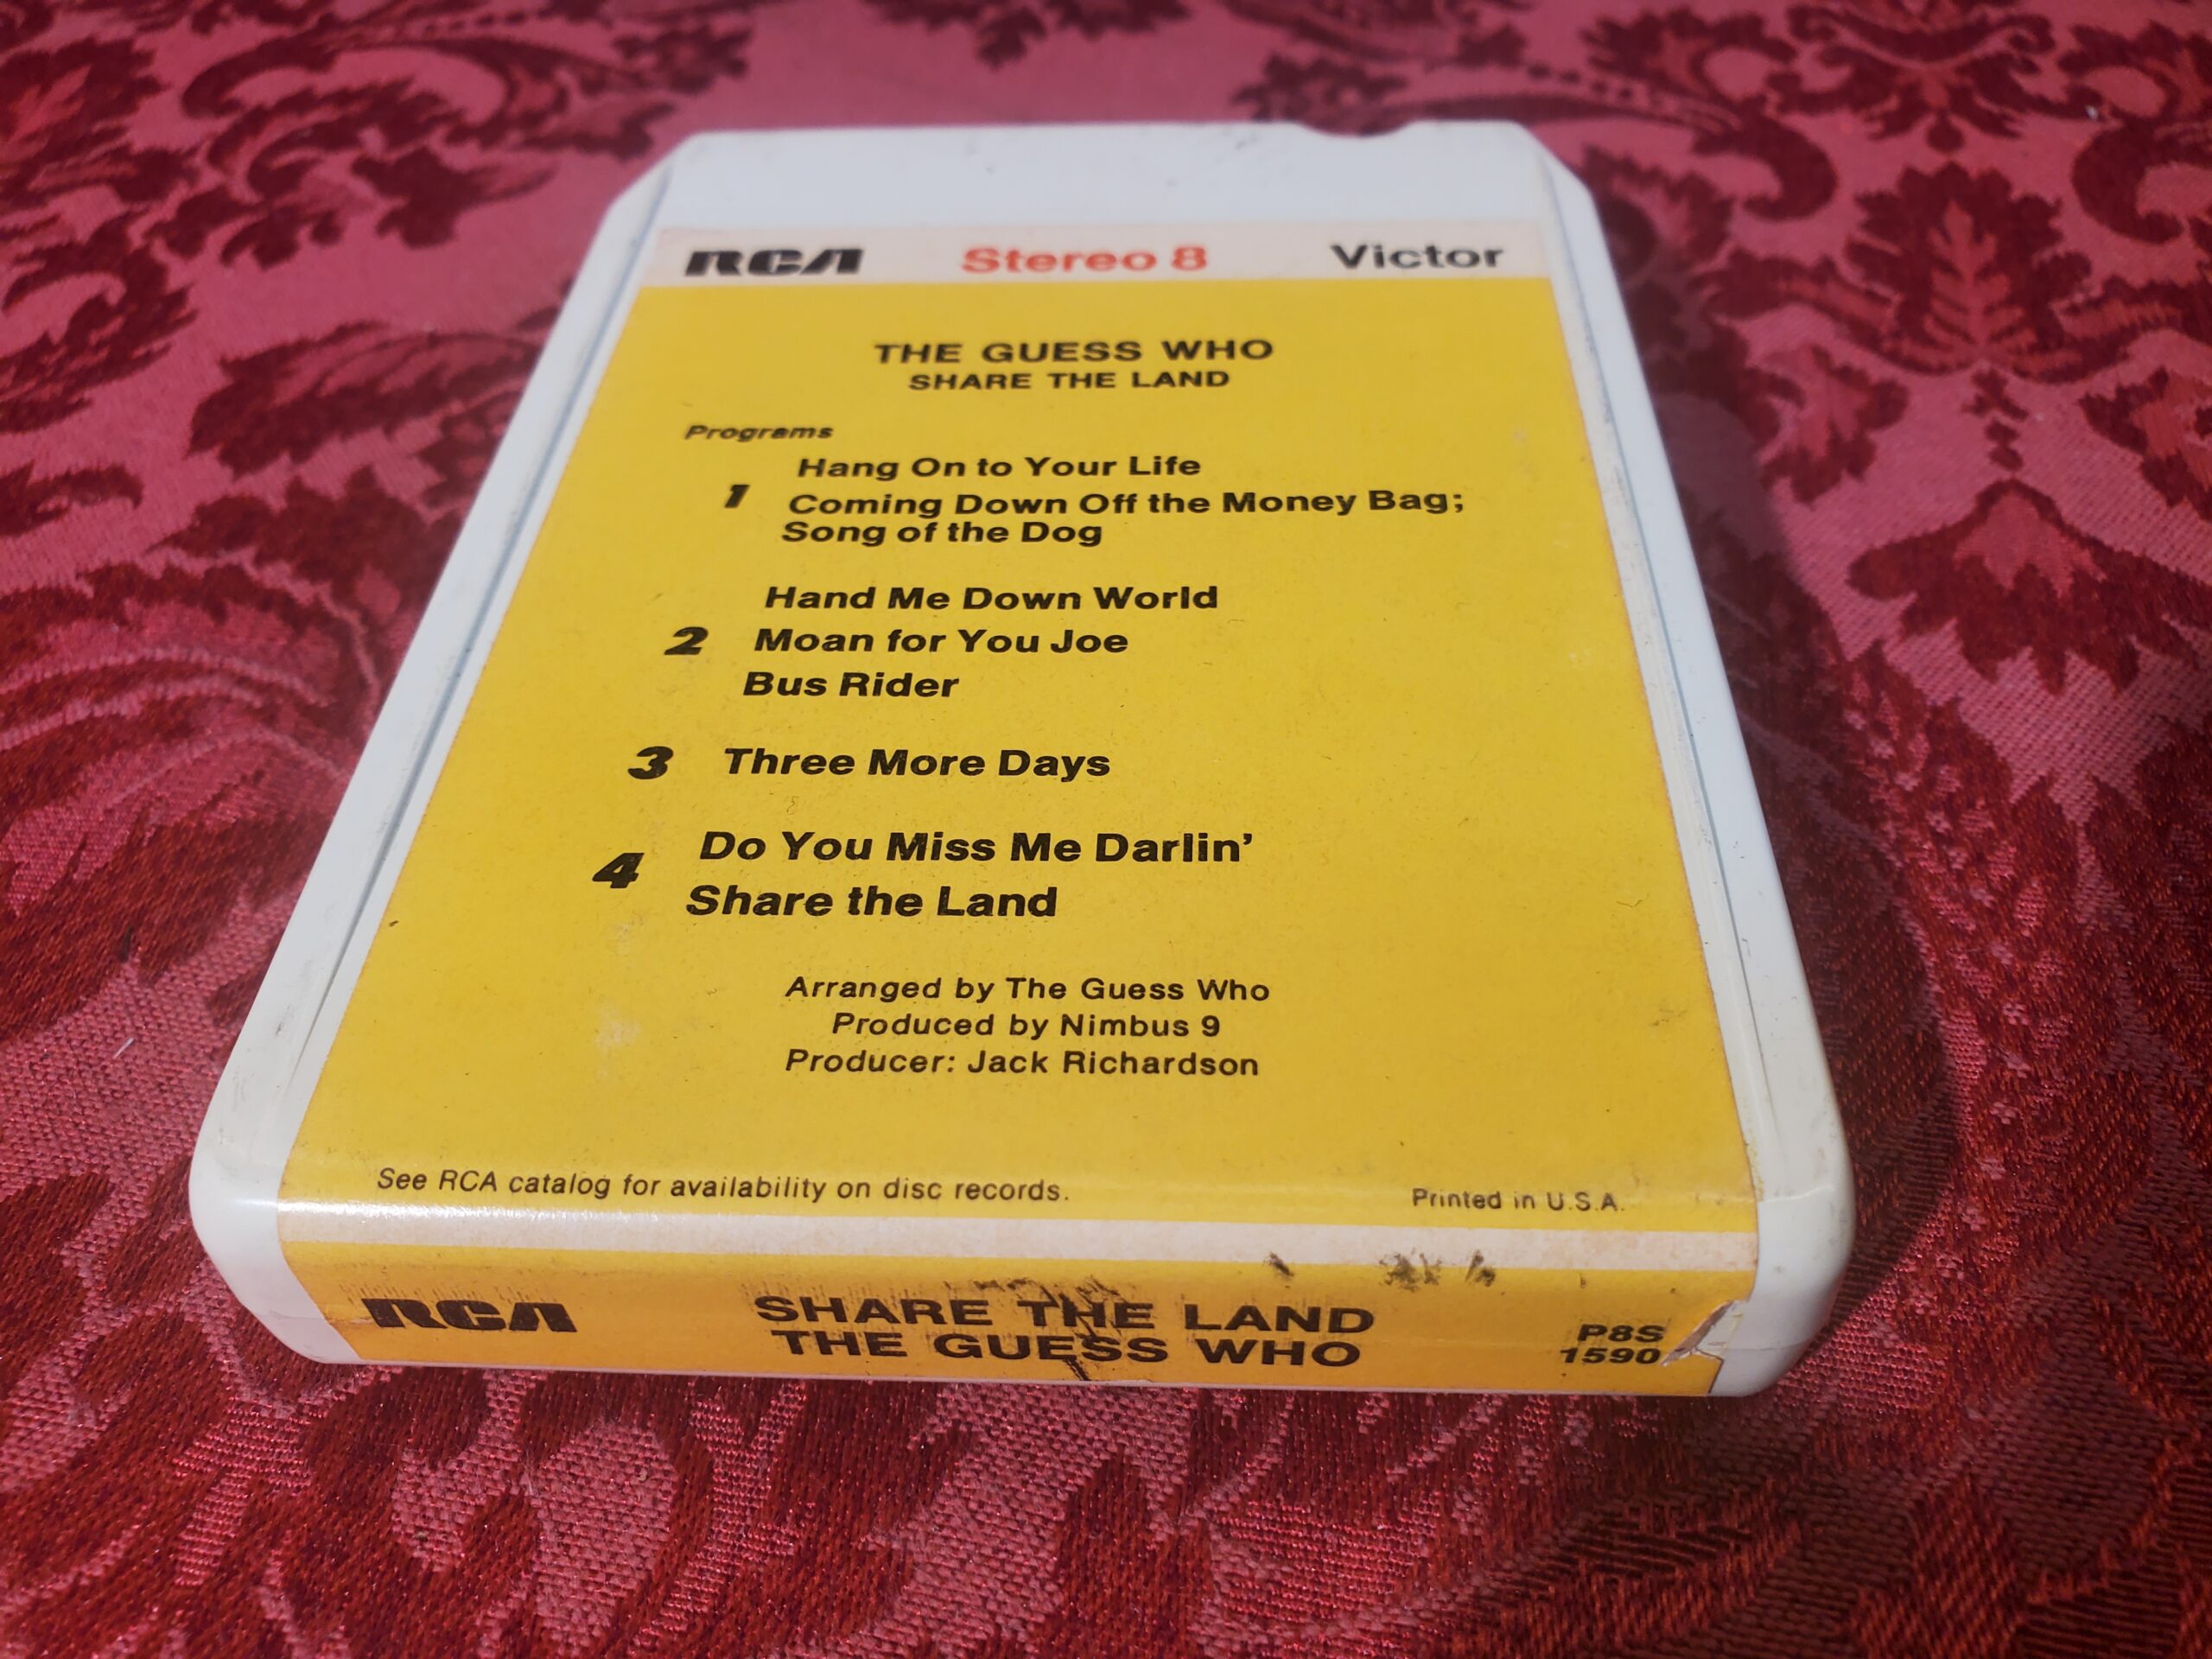 RCA Stereo 8 Victor
THE GUESS WHO
SHARE THE LAND
Programs
Hang On to Your Life
1 Coming Down Off the Money Bag;
Song of the Dog
Hand Me Down World
2 Moan for You Joe
Bus Rider
3 Three More Days
Do You Miss Me Darlin'
4
Share the Land
Arranged by The Guess Who
Produced by Nimbus 9
Producer: Jack Richardson
See RCA catalog for availability on disc records. Printed in U.S.A.
RCA SHARE THE LAND P8S
THE GUESS WHO 1590